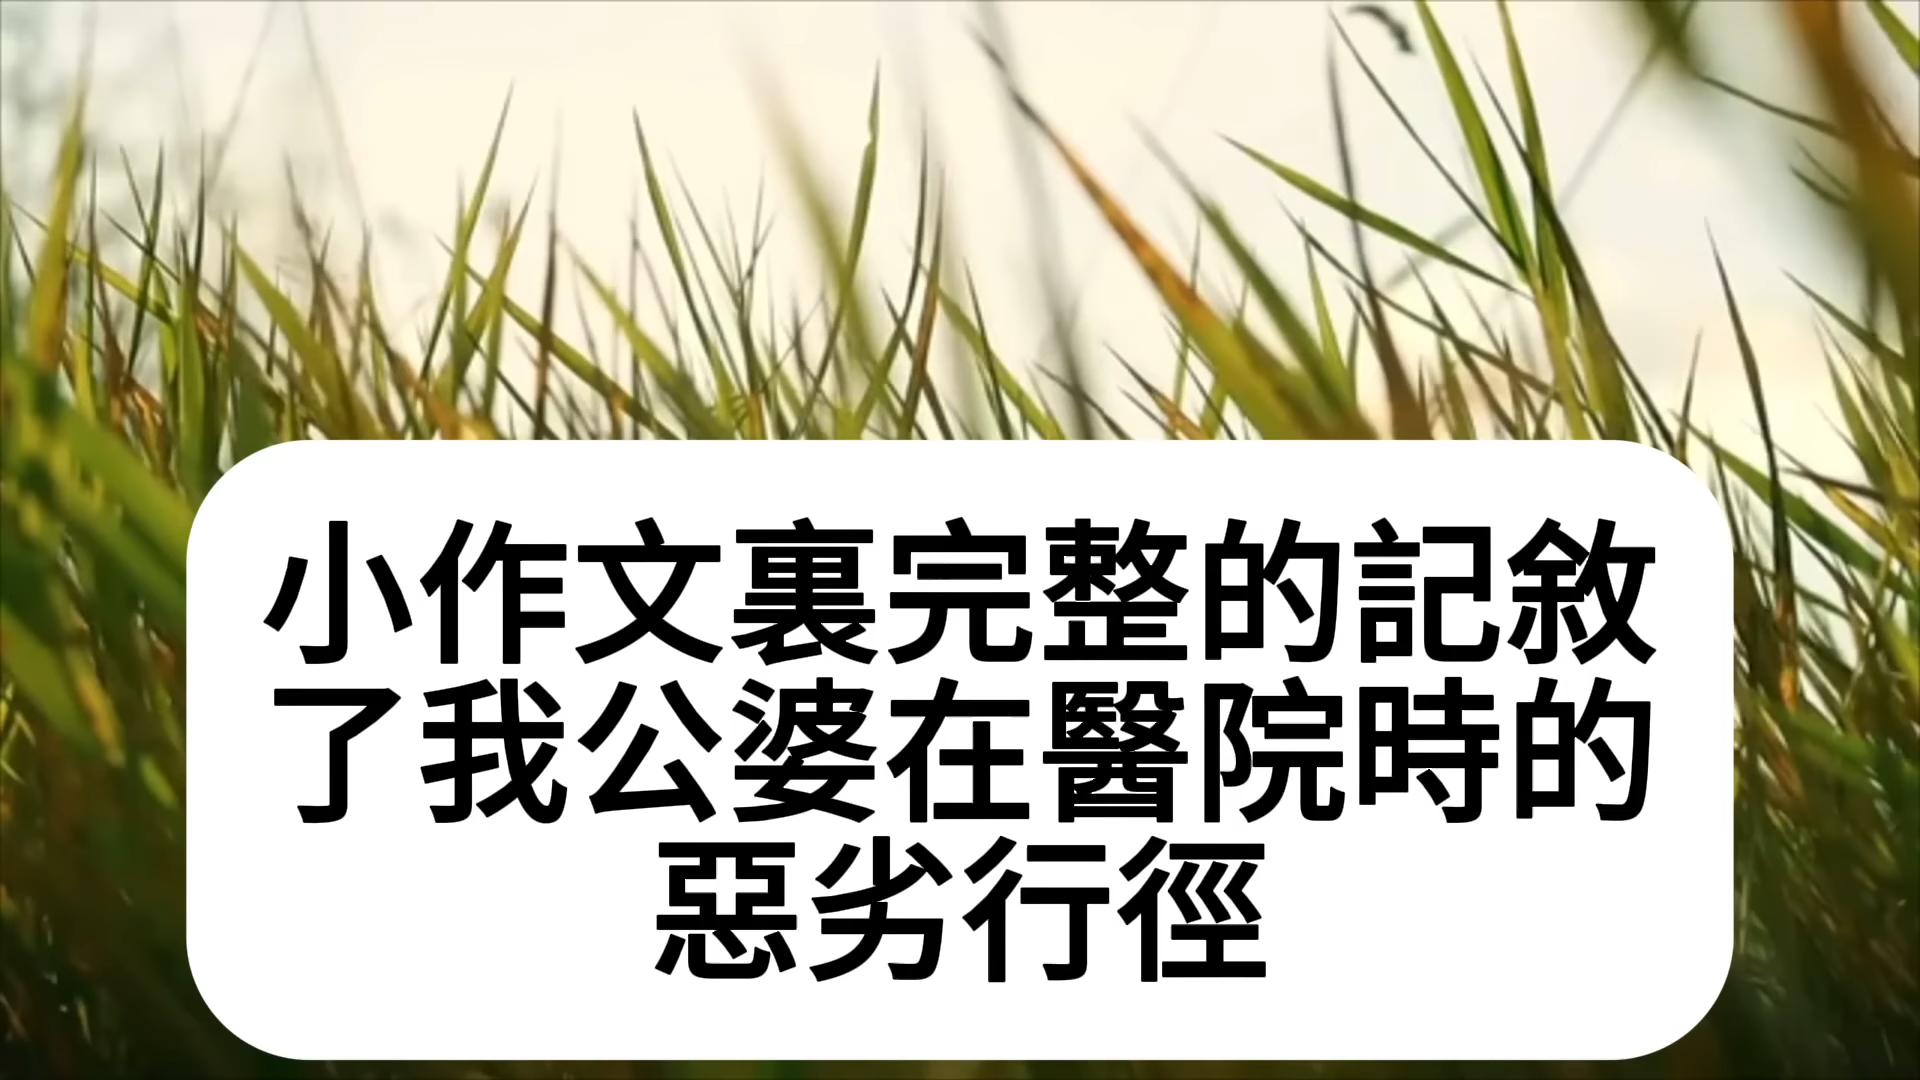 小作文裏完整的記敘
了我公婆在醫院時的
惡劣行徑